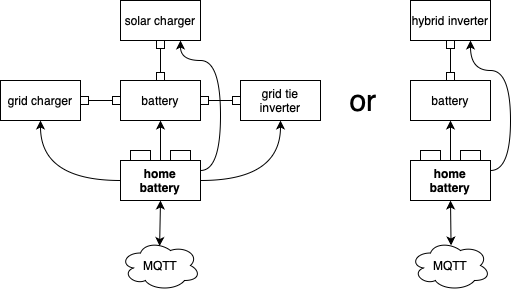 solar charger
hybrid inverter
grid charger
battery
grid tie
inverter
or
battery
home
battery
home
battery
MQTT
MQTT